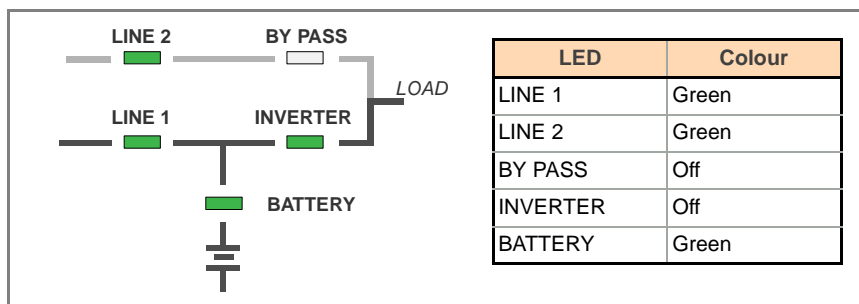 LINE 2 BY PASS
LOAD
LINE 1 INVERTER
BATTERY
LED Colour
LINE 1 Green
LINE 2 Green
BY PASS Off
INVERTER Off
BATTERY Green